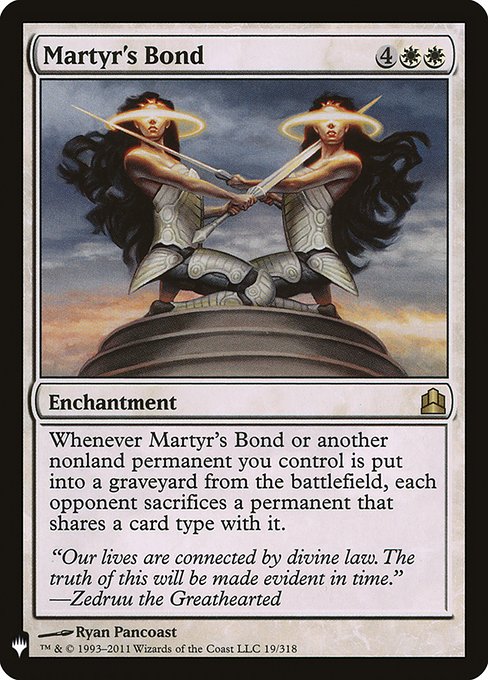 Martyr's Bond 4
Enchantment
Whenever Martyr's Bond or another
nonland permanent you control is put
into a graveyard from the battlefield, each
opponent sacrifices a permanent that
shares a card type with it.
“Our lives are connected by divine law. The
truth of this will be made evident in time.”
—Zedruu the Greathearted
Ryan Pancoast
™ & © 1993–2011 Wizards of the Coast LLC 19/318